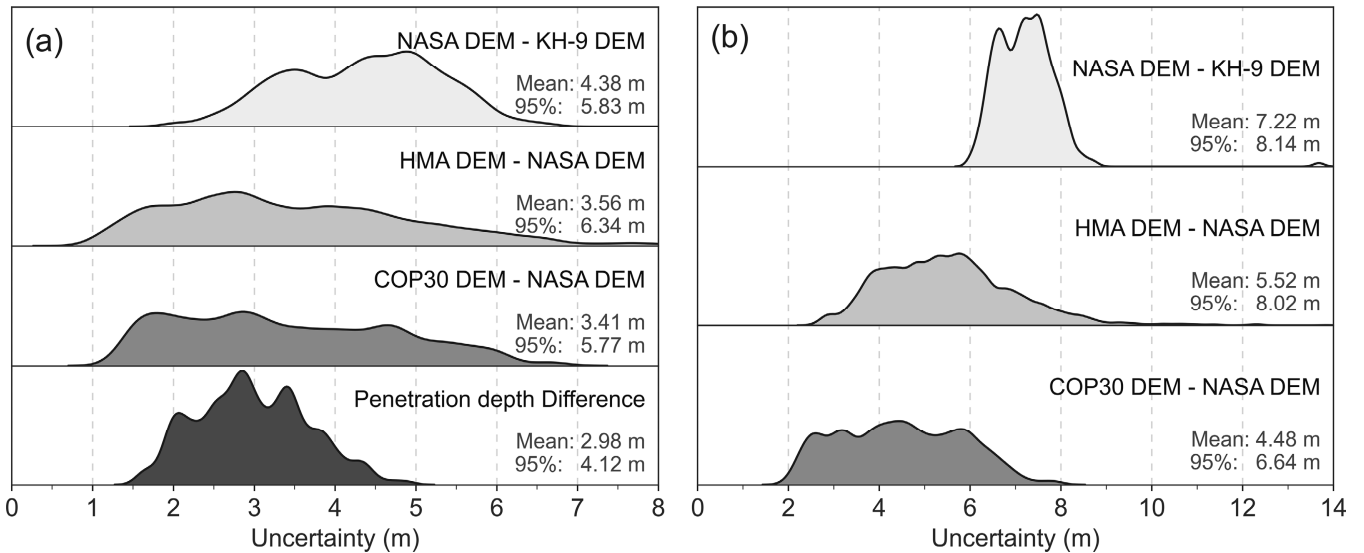 (a)
NASA DEM - KH-9 DEM
Mean: 4.38 m
95%: 5.83 m
HMA DEM - NASA DEM
Mean: 3.56 m
95%: 6.34 m
COP30 DEM - NASA DEM
Mean: 3.41 m
95%: 5.77 m
Penetration depth Difference
Mean: 2.98 m
95%: 4.12 m
0 1 2 3 4 5 6 7 8
Uncertainty (m)
(b)
NASA DEM - KH-9 DEM
Mean: 7.22 m
95%: 8.14 m
HMA DEM - NASA DEM
Mean: 5.52 m
95%: 8.02 m
COP30 DEM - NASA DEM
Mean: 4.48 m
95%: 6.64 m
0 2 4 6 8 10 12 14
Uncertainty (m)